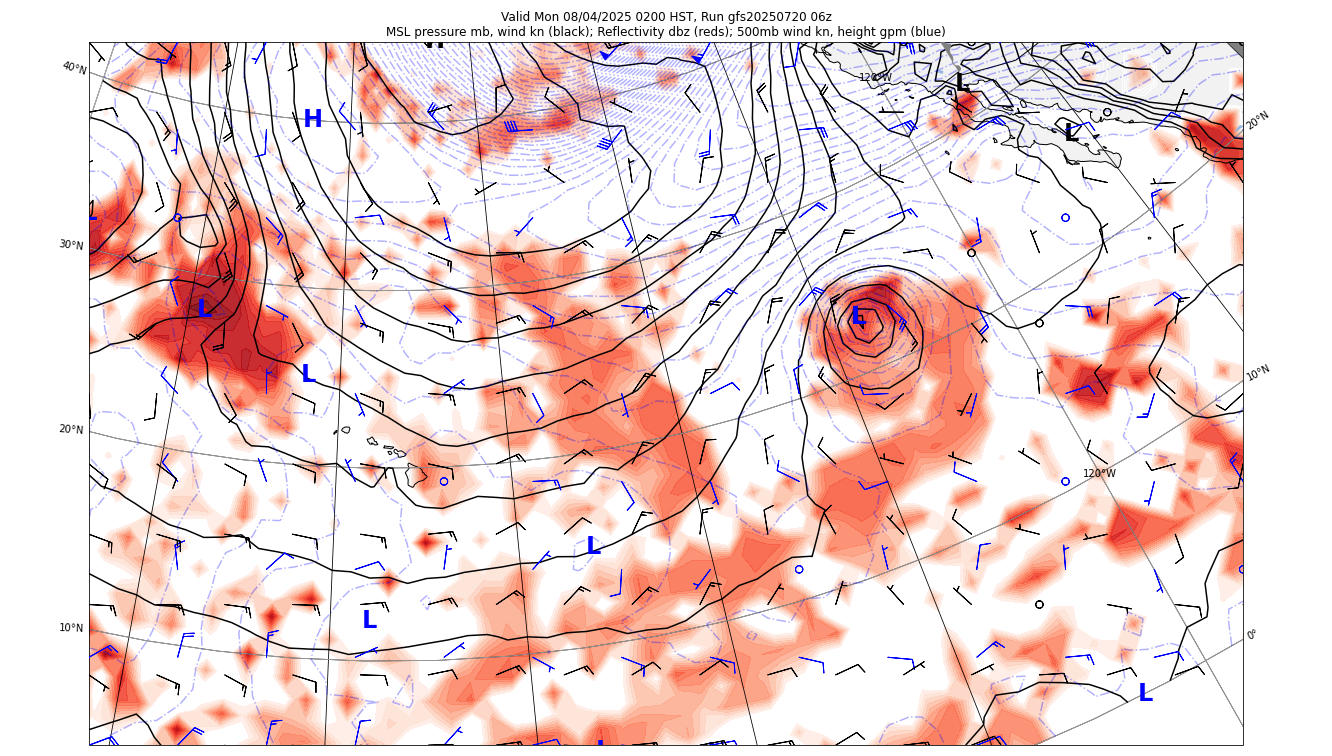 Valid Mon 08/04/2025 0200 HST, Run gfs20250720 06z
MSL pressure mb, wind kn (black); Reflectivity dbz (reds); 500mb wind kn, height gpm (blue)
40°N
120°W
L
H
L
20°N
30°N
L
L
L
10°N
20°N
120°W
L
L
10°N
0°
L